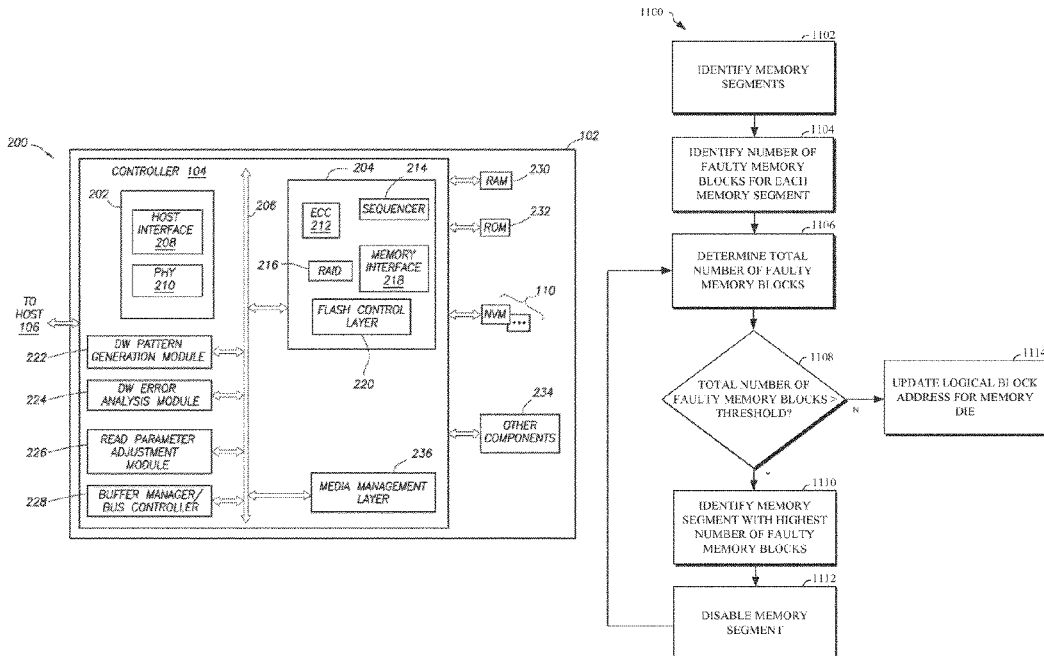 200
102
CONTROLLER 104
202
HOST
INTERFACE
208
PHY
210
206
204
214
ECC
212
SEQUENCER
216
RAID
MEMORY
INTERFACE
218
FLASH CONTROL
LAYER
220
RAM
230
ROM
232
110
NVM
...
TO
HOST
106
222
DW PATTERN
GENERATION MODULE
224
DW ERROR
ANALYSIS MODULE
226
READ PARAMETER
ADJUSTMENT
MODULE
228
BUFFER MANAGER/
BUS CONTROLLER
234
OTHER
COMPONENTS
236
MEDIA MANAGEMENT
LAYER
1100
1102
IDENTIFY MEMORY
SEGMENTS
1104
IDENTIFY NUMBER OF
FAULTY MEMORY
BLOCKS FOR EACH
MEMORY SEGMENT
1106
DETERMINE TOTAL
NUMBER OF FAULTY
MEMORY BLOCKS
1108
TOTAL NUMBER OF
FAULTY MEMORY BLOCKS >
THRESHOLD?
N
1114
UPDATE LOGICAL BLOCK
ADDRESS FOR MEMORY
DIE
1110
IDENTIFY MEMORY
SEGMENT WITH HIGHEST
NUMBER OF FAULTY
MEMORY BLOCKS
1112
DISABLE MEMORY
SEGMENT